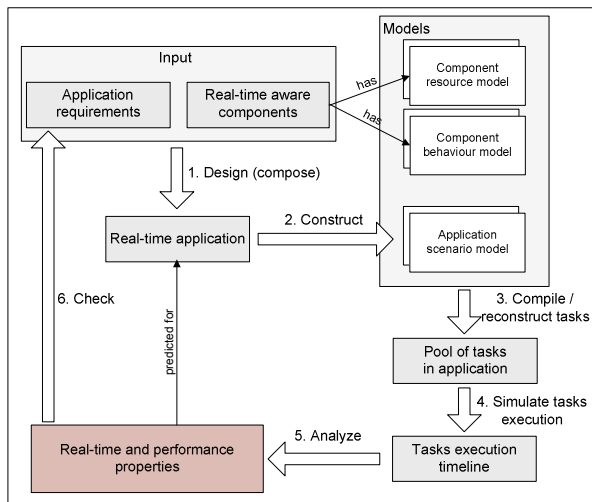 Models
Input
Application
requirements
Real-time aware
components
has
has
Component
resource model
Component
behaviour model
1. Design (compose)
Real-time application
2. Construct
Application
scenario model
6. Check
predicted for
3. Compile /
reconstruct tasks
Pool of tasks
in application
4. Simulate tasks
execution
Real-time and performance
properties
5. Analyze
Tasks execution
timeline